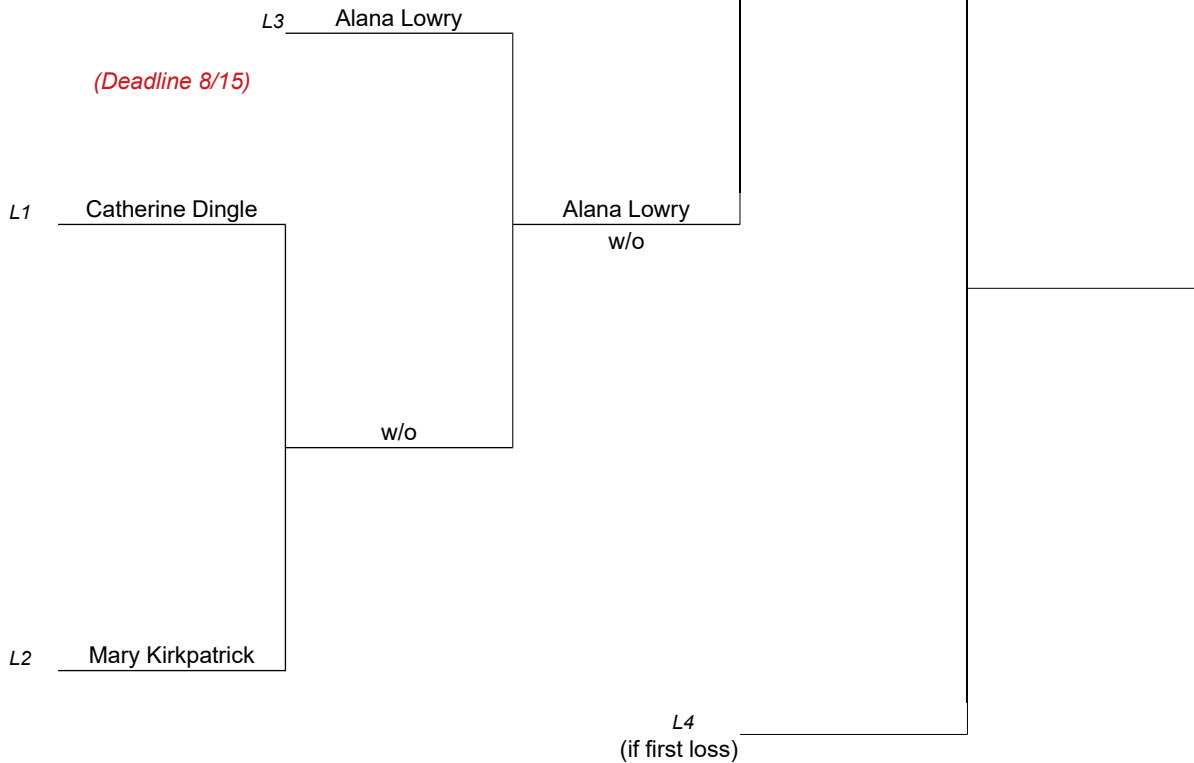 L3 Alana Lowry
(Deadline 8/15)
L1 Catherine Dingle
Alana Lowry
w/o
w/o
L2 Mary Kirkpatrick
L4
(if first loss)